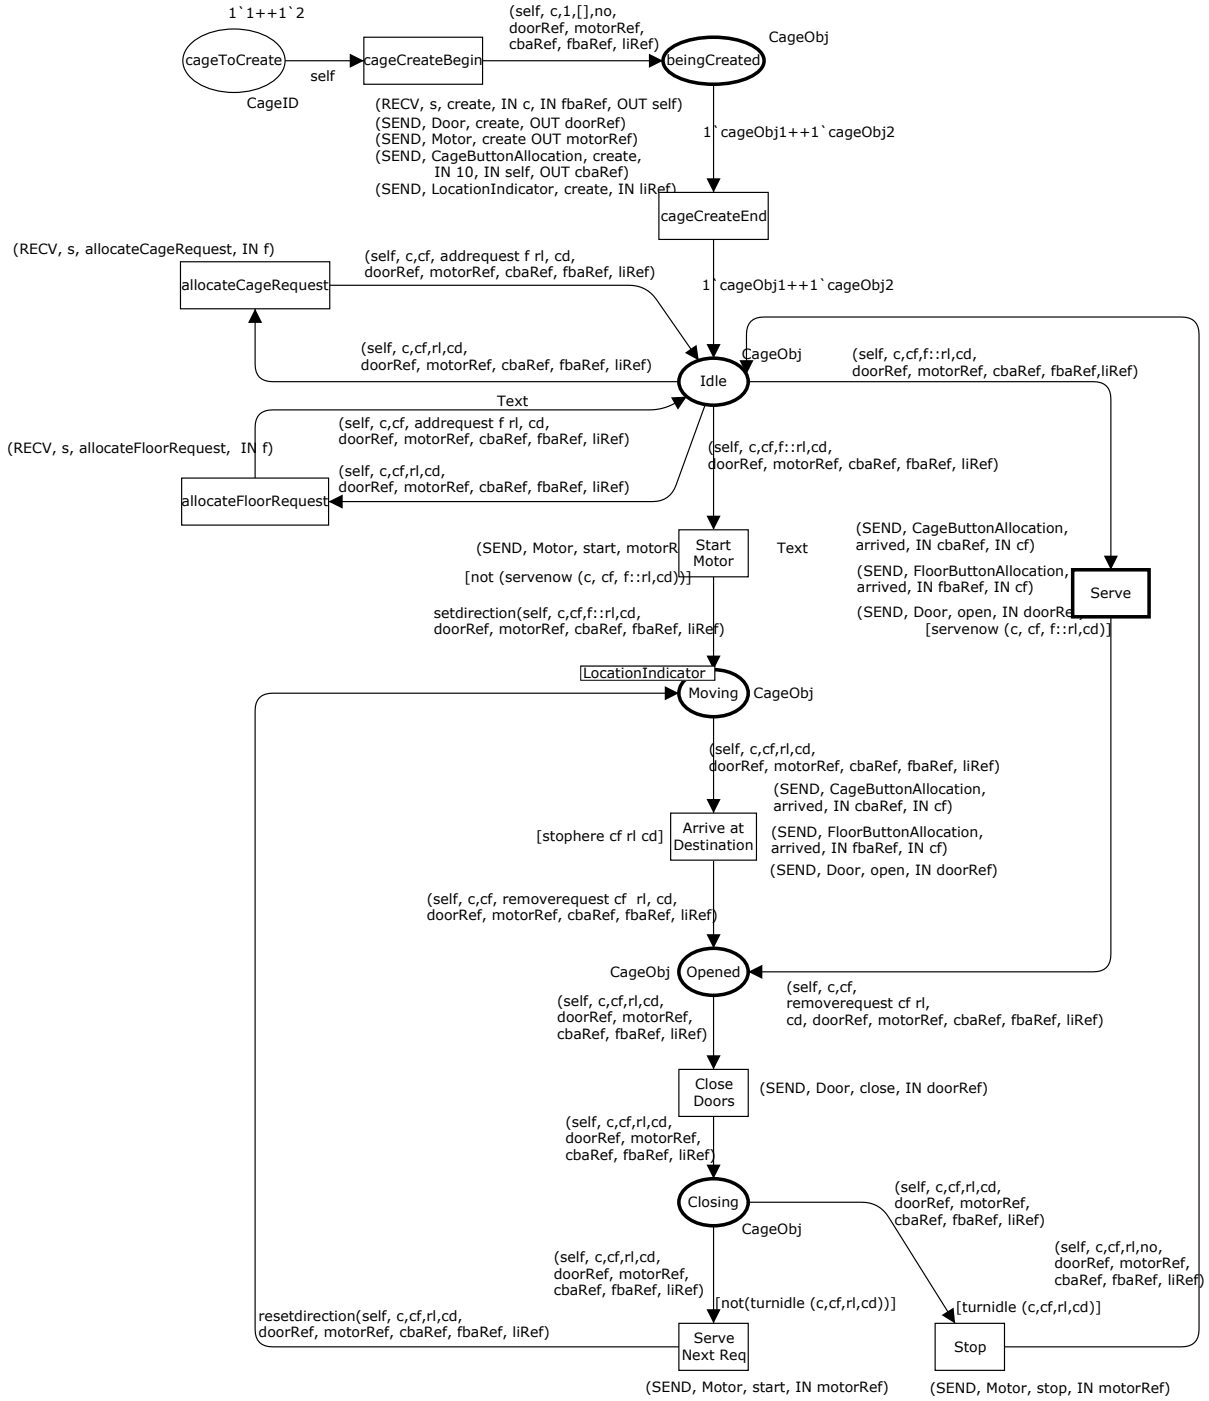 1`1++1`2
(self, c,1,[],no,
doorRef, motorRef,
cbaRef, fbaRef, liRef)
CageObj
cageToCreate
self
cageCreateBegin
beingCreated
CageID
(RECV, s, create, IN c, IN fbaRef, OUT self)
(SEND, Door, create, OUT doorRef)
(SEND, Motor, create OUT motorRef)
(SEND, CageButtonAllocation, create,
IN 10, IN self, OUT cbaRef)
(SEND, LocationIndicator, create, IN liRef)
1`cageObj1++1`cageObj2
cageCreateEnd
(RECV, s, allocateCageRequest, IN f)
allocateCageRequest
(self, c,cf, addrequest f rl, cd,
doorRef, motorRef, cbaRef, fbaRef, liRef)
1`cageObj1++1`cageObj2
(self, c,cf,rl,cd,
doorRef, motorRef, cbaRef, fbaRef, liRef)
CageObj
Idle
(self, c,cf,f::rl,cd,
doorRef, motorRef, cbaRef, fbaRef,liRef)
Text
(self, c,cf, addrequest f rl, cd,
doorRef, motorRef, cbaRef, fbaRef, liRef)
(RECV, s, allocateFloorRequest, IN f)
(self, c,cf,rl,cd,
doorRef, motorRef, cbaRef, fbaRef, liRef)
allocateFloorRequest
(self, c,cf,f::rl,cd,
doorRef, motorRef, cbaRef, fbaRef, liRef)
(SEND, Motor, start, motorR
Start
Motor
Text
[not (servenow (c, cf, f::rl,cd))]
(SEND, CageButtonAllocation,
arrived, IN cbaRef, IN cf)
(SEND, FloorButtonAllocation,
arrived, IN fbaRef, IN cf)
(SEND, Door, open, IN doorRe
[servenow (c, cf, f::rl,cd)]
Serve
setdirection(self, c,cf,f::rl,cd,
doorRef, motorRef, cbaRef, fbaRef, liRef)
LocationIndicator
Moving
CageObj
(self, c,cf,rl,cd,
doorRef, motorRef, cbaRef, fbaRef, liRef)
[stophere cf rl cd]
Arrive at
Destination
(SEND, CageButtonAllocation,
arrived, IN cbaRef, IN cf)
(SEND, FloorButtonAllocation,
arrived, IN fbaRef, IN cf)
(SEND, Door, open, IN doorRef)
(self, c,cf, removerequest cf rl, cd,
doorRef, motorRef, cbaRef, fbaRef, liRef)
CageObj
Opened
(self, c,cf,
removerequest cf rl,
cd, doorRef, motorRef, cbaRef, fbaRef, liRef)
(self, c,cf,rl,cd,
doorRef, motorRef,
cbaRef, fbaRef, liRef)
Close
Doors
(SEND, Door, close, IN doorRef)
(self, c,cf,rl,cd,
doorRef, motorRef,
cbaRef, fbaRef, liRef)
Closing
CageObj
(self, c,cf,rl,cd,
doorRef, motorRef,
cbaRef, fbaRef, liRef)
(self, c,cf,rl,cd,
doorRef, motorRef,
cbaRef, fbaRef, liRef)
(self, c,cf,rl,no,
doorRef, motorRef,
cbaRef, fbaRef, liRef)
[not(turnidle (c,cf,rl,cd))]
[turnidle (c,cf,rl,cd)]
resetdirection(self, c,cf,rl,cd,
doorRef, motorRef, cbaRef, fbaRef, liRef)
Serve
Next Req
Stop
(SEND, Motor, start, IN motorRef)
(SEND, Motor, stop, IN motorRef)